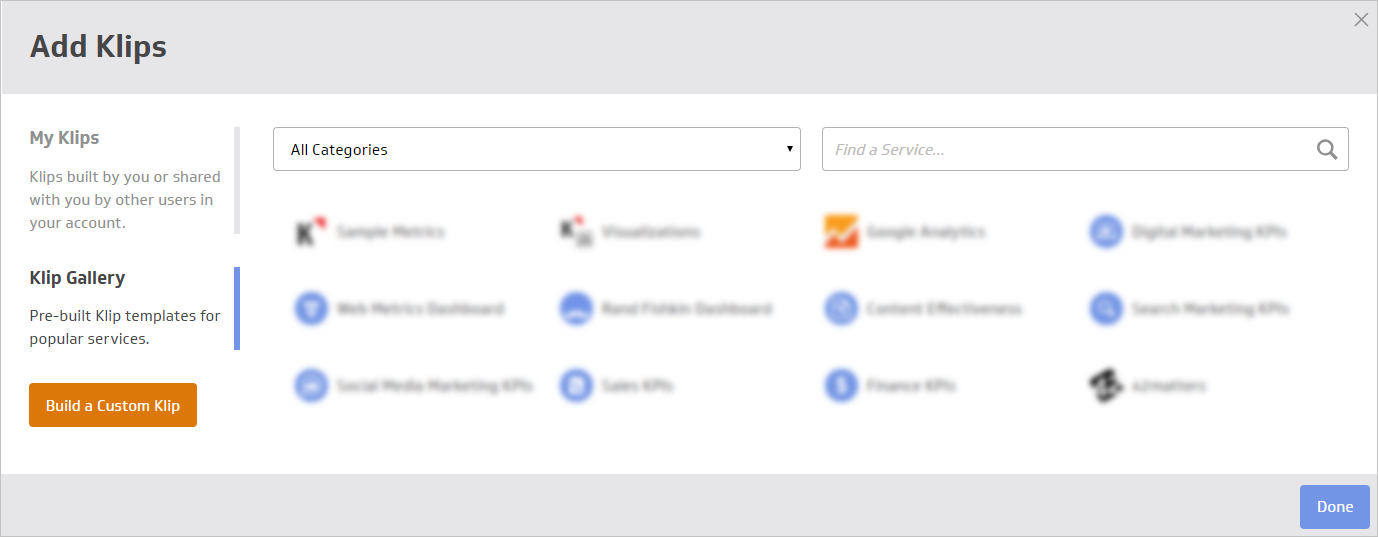 Add Klips
My Klips
Klips built by you or shared
with you by other users in
your account.
Klip Gallery
Pre-built Klip templates for
popular services.
Build a Custom Klip
All Categories
Find a Service...
Sample Metrics
Visualizations
Google Analytics
Digital Marketing KPIs
Web Metrics Dashboard
Rand Fishkin Dashboard
Content Effectiveness
Search Marketing KPIs
Social Media Marketing KPIs
Sales KPIs
Finance KPIs
42matters
Done